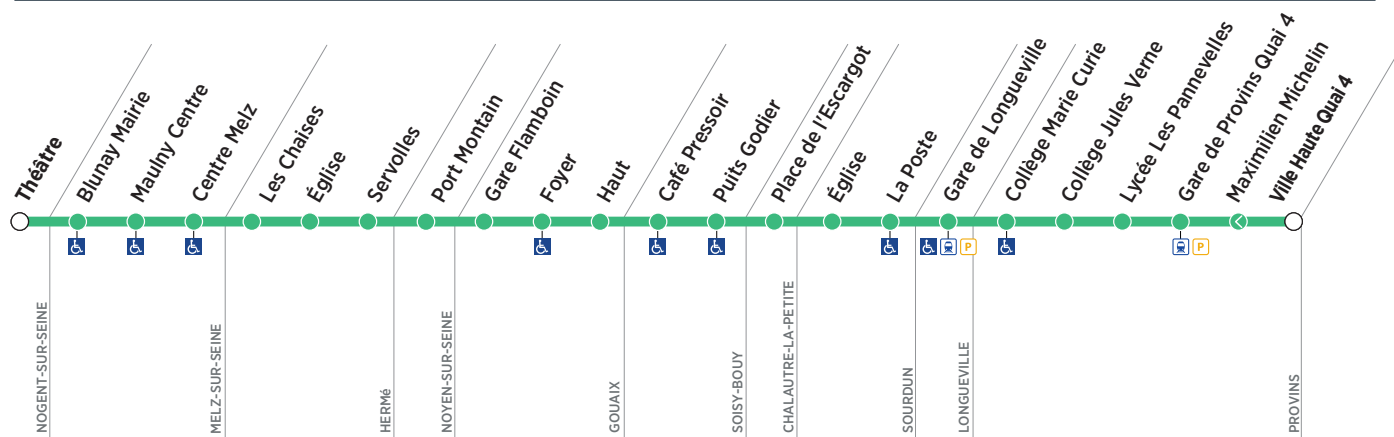 Théâtre
Blunay Mairie
Maulny Centre
Centre Melz
Les Chaises
Église
Servolles
Port Montain
Gare Flamboin
Foyer
Haut
Café Pressoir
Puits Godier
Place de l'Escargot
Église
La Poste
Gare de Longueville
Collège Marie Curie
Collège Jules Verne
Lycée Les Pannevelles
Gare de Provins Quai 4
Maximilien Michelin
Ville Haute Quai 4
P
P
NOGENT-SUR-SEINE
MELZ-SUR-SEINE
HERMé
NOYEN-SUR-SEINE
GOUAIX
SOISY-BOUY
CHALAUTRE-LA-PETITE
SOURDUN
LONGUEVILLE
PROVINS